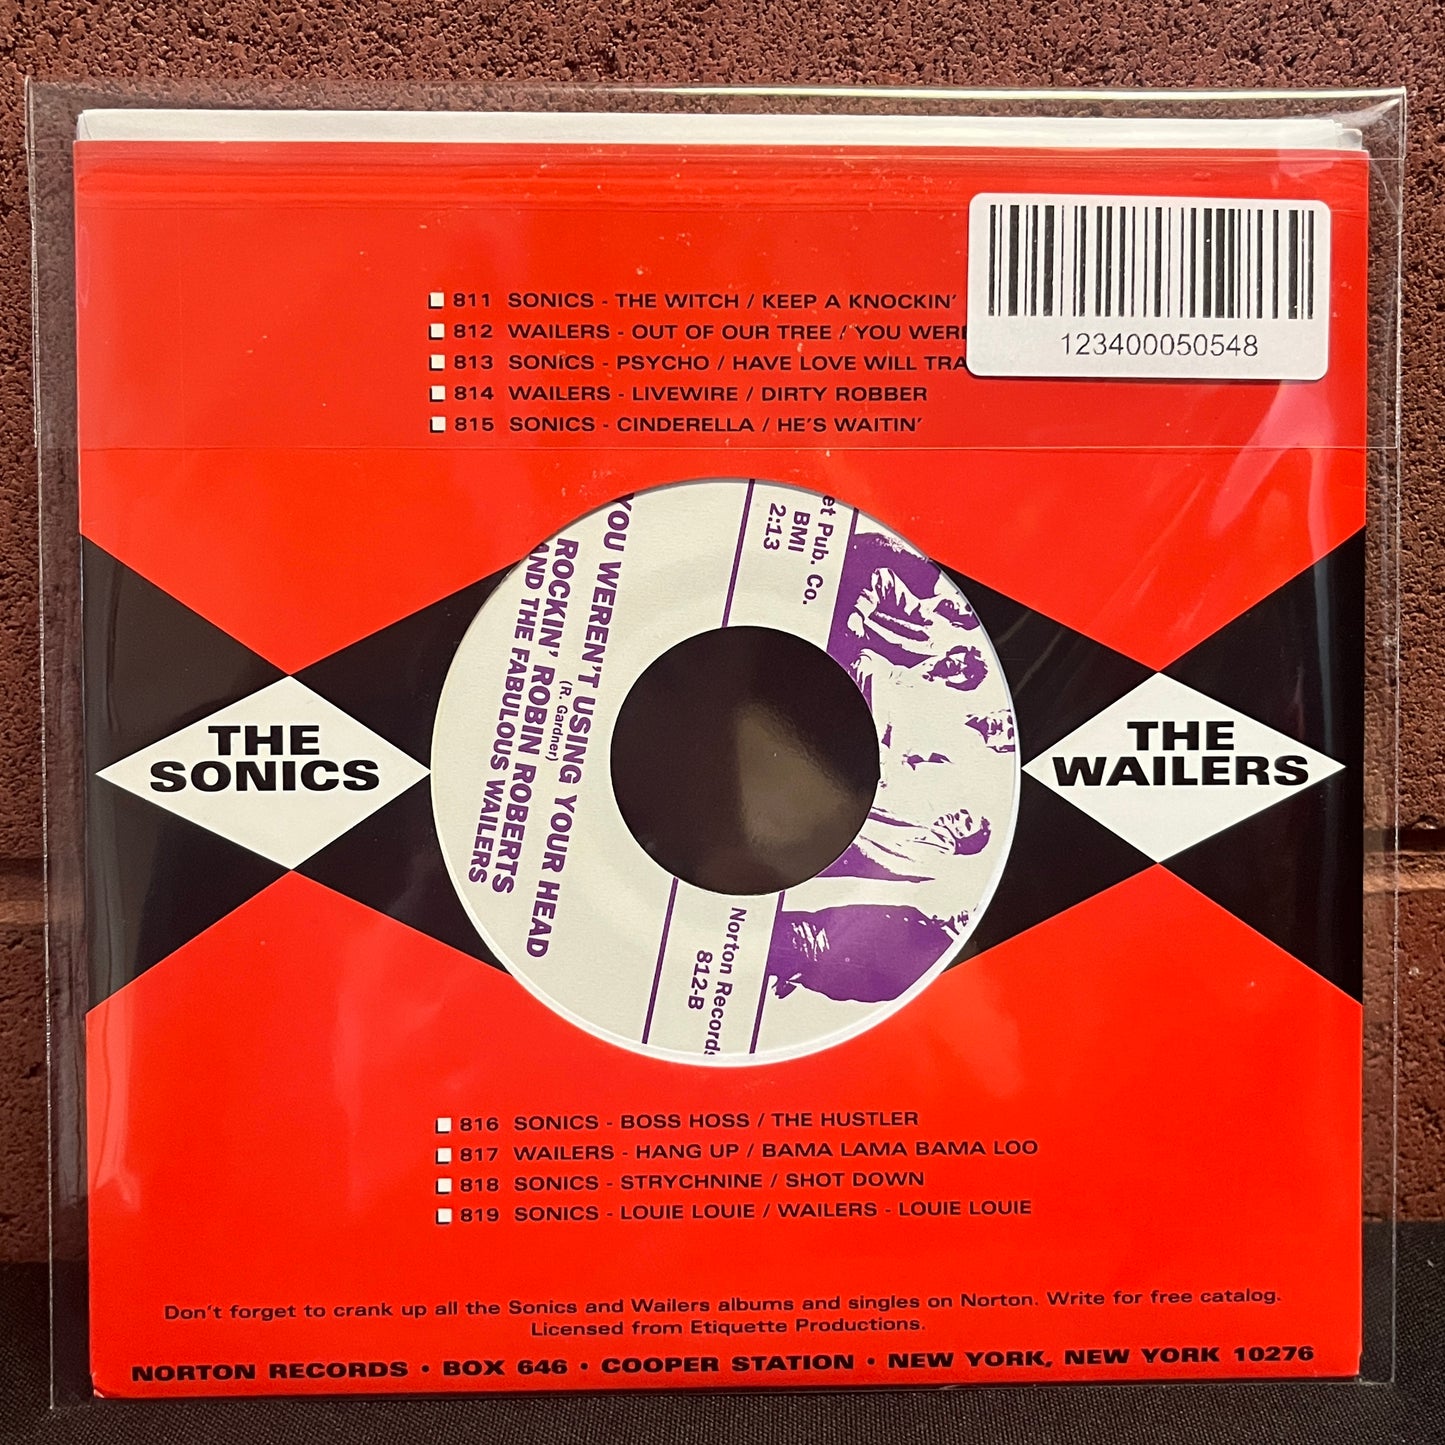 811 SONICS - THE WITCH / KEEP A KNOCKIN'
812 WAILERS - OUT OF OUR TREE / YOU WERE
813 SONICS - PSYCHO / HAVE LOVE WILL TRA
814 WAILERS - LIVEWIRE / DIRTY ROBBER
815 SONICS - CINDERELLA / HE'S WAITIN'
123400050548
THE
SONICS
THE
WAILERS
et Pub. Co.
BMI
2:13
YOU WEREN'T USING YOUR HEAD
(R. Gardner)
ROCKIN' ROBIN ROBERTS
AND THE FABULOUS WAILERS
Norton Records
812-B
816 SONICS - BOSS HOSS / THE HUSTLER
817 WAILERS - HANG UP / BAMA LAMA BAMA LOO
818 SONICS - STRYCHNINE / SHOT DOWN
819 SONICS - LOUIE LOUIE / WAILERS - LOUIE LOUIE
Don't forget to crank up all the Sonics and Wailers albums and singles on Norton. Write for free catalog.
Licensed from Etiquette Productions.
NORTON RECORDS • BOX 646 • COOPER STATION • NEW YORK, NEW YORK 10276